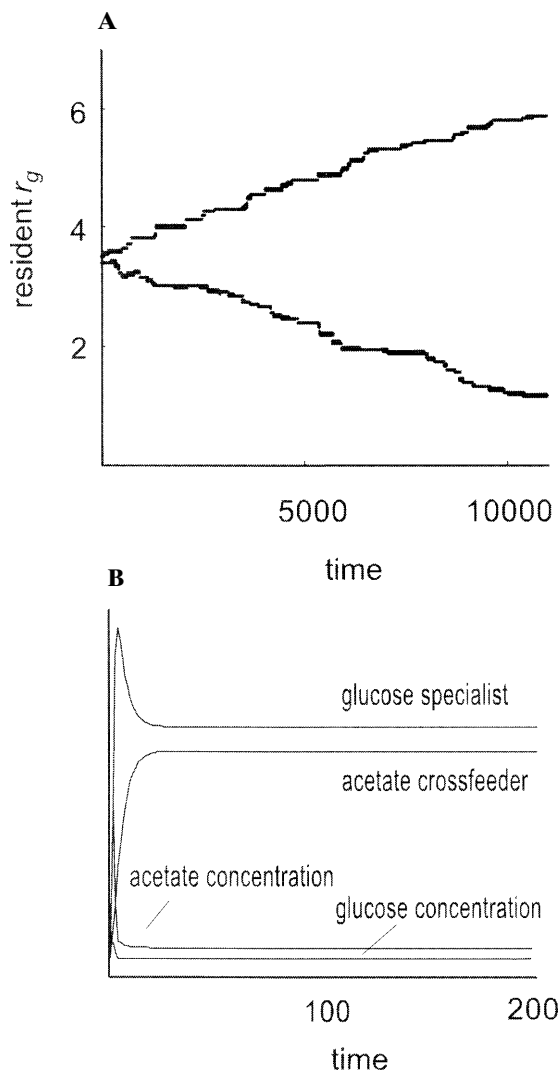 A
resident r_g
6
4
2
5000
10000
time
B
glucose specialist
acetate crossfeeder
acetate concentration
glucose concentration
100
200
time